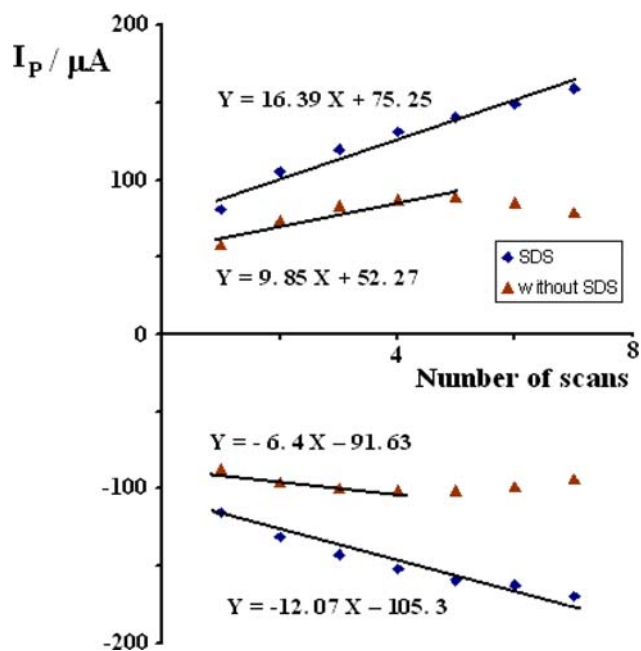 200
I_P / µA
Y = 16. 39 X + 75. 25
100
SDS
without SDS
Y = 9. 85 X + 52. 27
0
4
8
Number of scans
Y = - 6. 4 X – 91. 63
-100
Y = -12. 07 X – 105. 3
-200